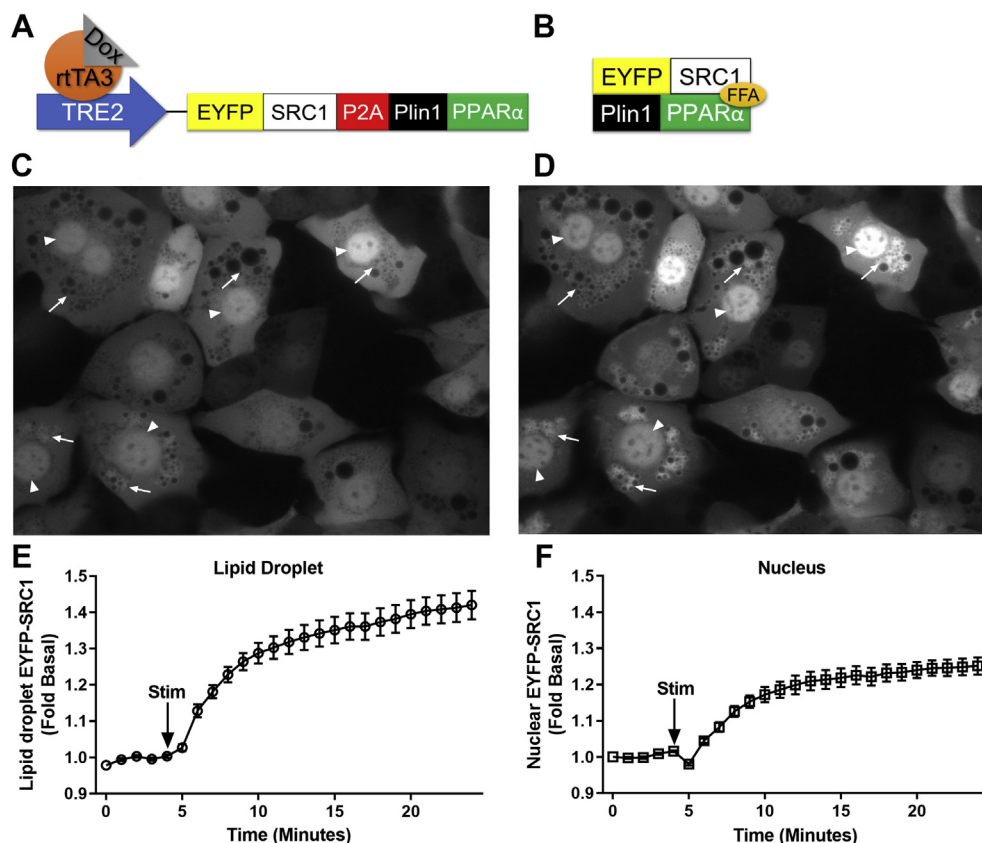 A
Dox
rtTA3
TRE2
EYFP SRC1 P2A Plin1 PPARα
B
EYFP SRC1
FFA
Plin1 PPARα
C
D
E
Lipid Droplet
Lipid droplet EYFP-SRC1
(Fold Basal)
1.5
1.4
1.3
1.2
1.1
1.0
0.9
Stim
0 5 10 15 20
Time (Minutes)
F
Nucleus
Nuclear EYFP-SRC1
(Fold Basal)
1.5
1.4
1.3
1.2
1.1
1.0
0.9
Stim
0 5 10 15 20
Time (Minutes)